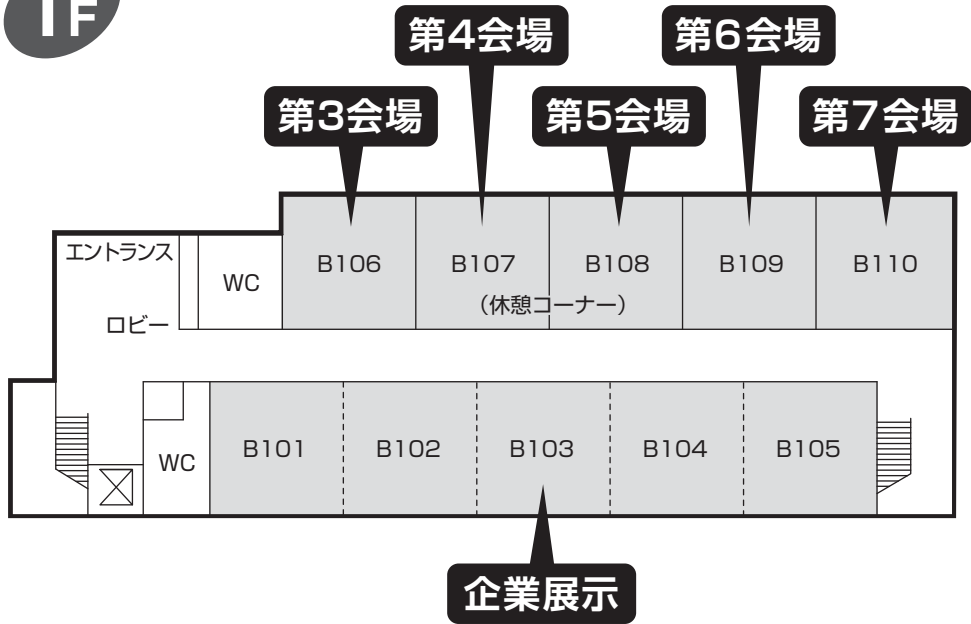 1F
第4会場
第6会場
第3会場
第5会場
第7会場
エントランス
WC
B106
B107
B108
B109
B110
(休憩コーナー)
ロビー
WC
B101
B102
B103
B104
B105
企業展示